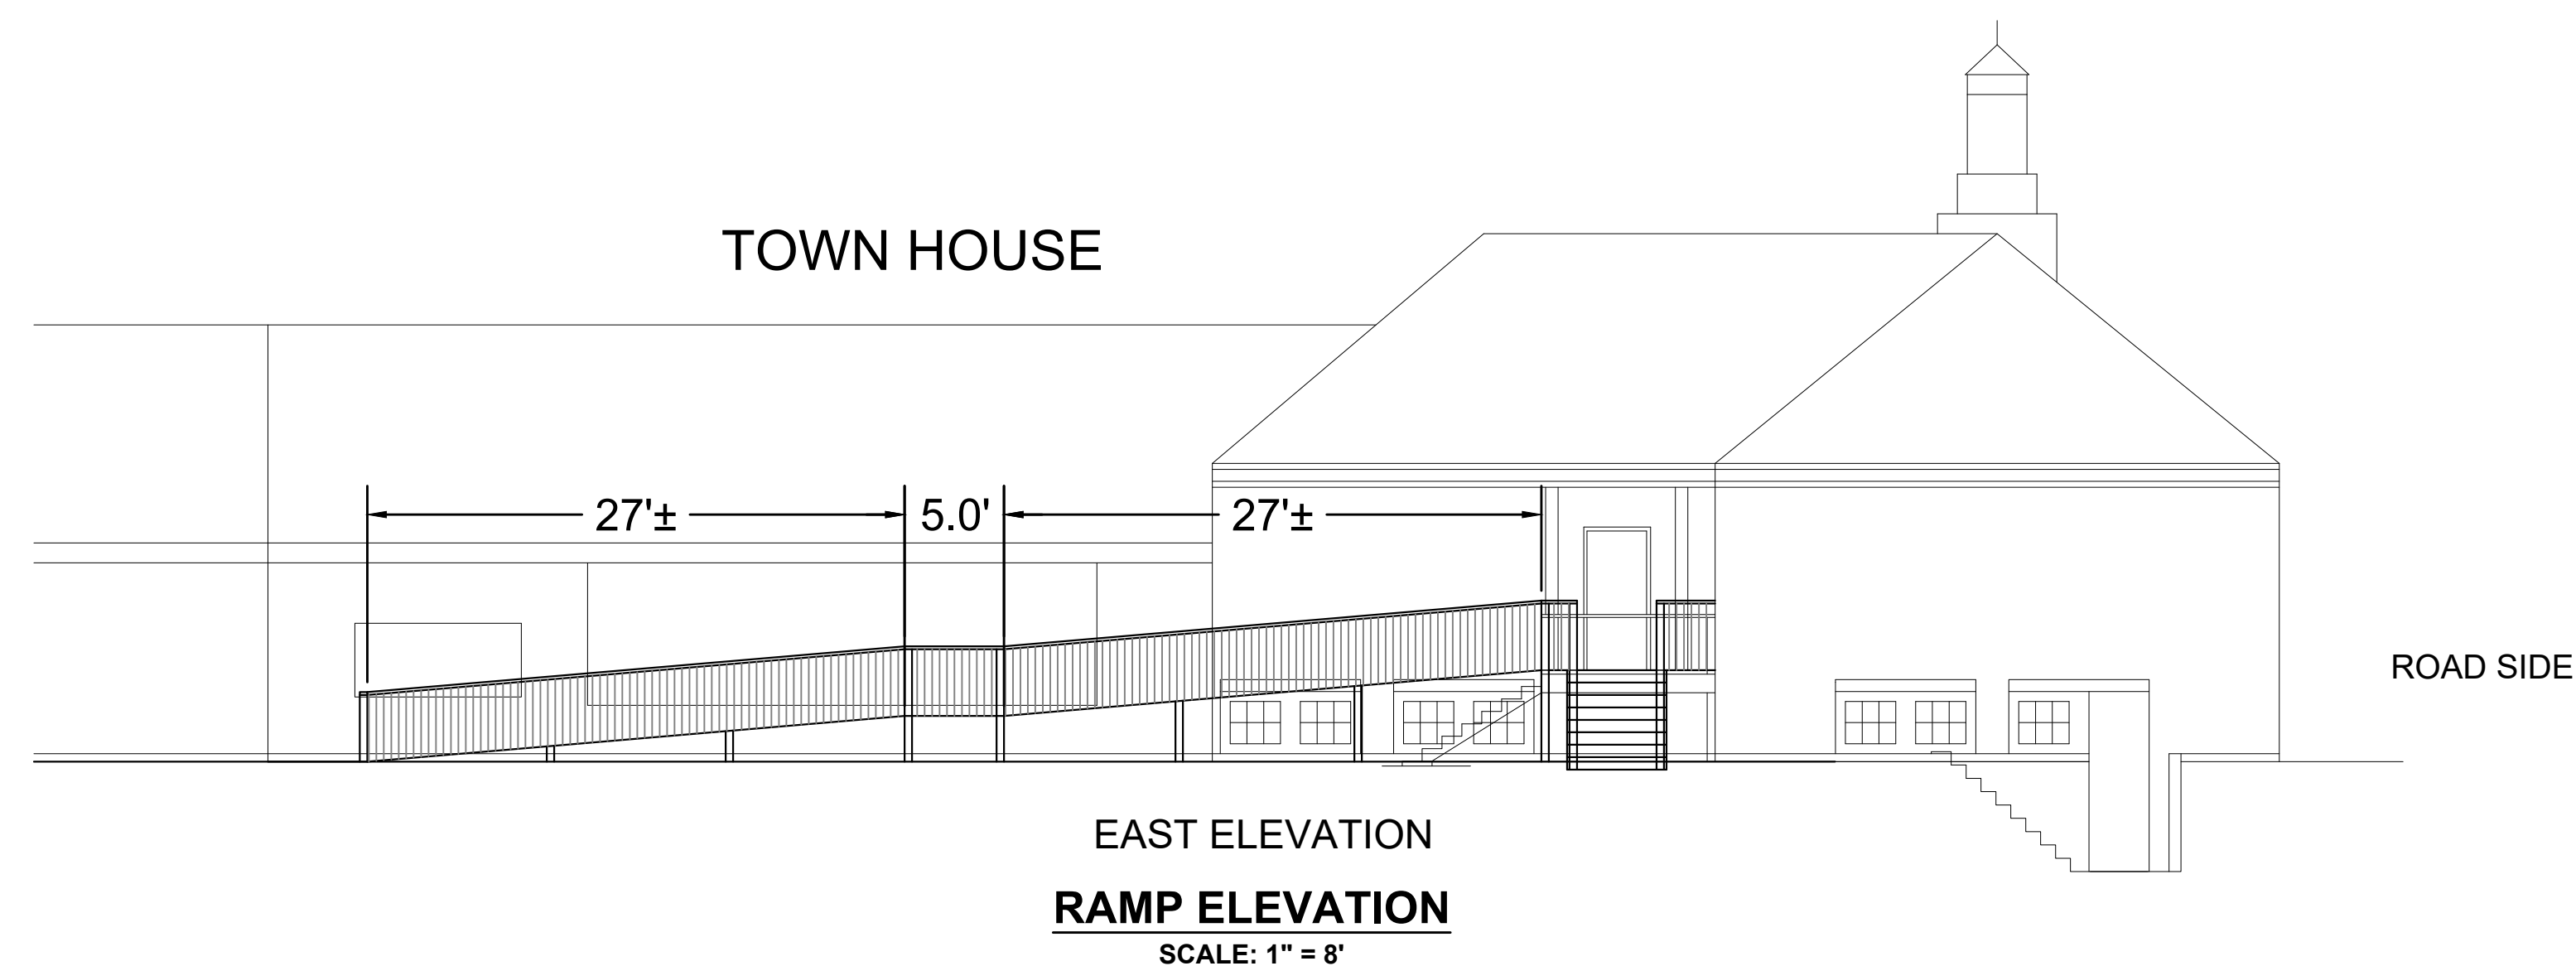 TOWN HOUSE
27'± 5.0' 27'±
ROAD SIDE
EAST ELEVATION
RAMP ELEVATION
SCALE: 1" = 8'